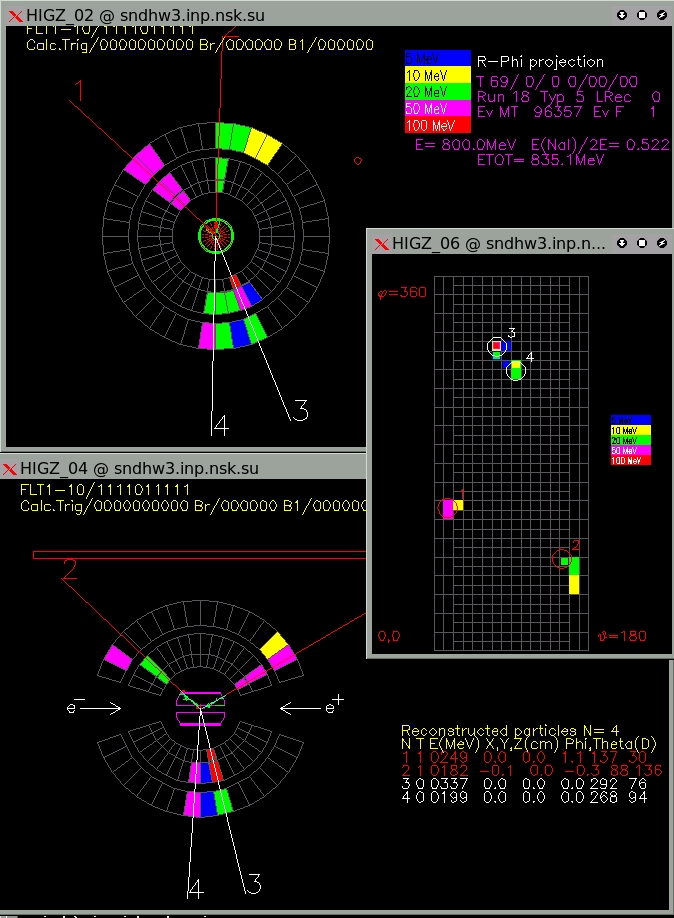 HIGZ_02 @ sndhw3.inp.nsk.su
FLT1-10/1111011111
Calc.Trig/0000000000 Br/000000 B1/000000
5 MeV
10 MeV
20 MeV
50 MeV
100 MeV
R-Phi projection
T 69/ 0/ 0 0/00/00
Run 18 Typ 5 LRec 0
Ev MT 96357 Ev F 1
E= 800.0MeV E(NaI)/2E= 0.522
ETOT= 835.1MeV
1
3
4
HIGZ_06 @ sndhw3.inp.n...
φ=360
3
4
1
2
5 MeV
10 MeV
20 MeV
50 MeV
100 MeV
0,0
ϑ=180
HIGZ_04 @ sndhw3.inp.nsk.su
FLT1-10/1111011111
Calc.Trig/0000000000 Br/000000 B1/00000
2
e⁻
e⁺
4
3
Reconstructed particles N= 4
N T E(MeV) X,Y,Z(cm) Phi,Theta(D)
1 1 0249 0.0 0.0 1.1 137 30
2 1 0182 -0.1 0.0 -0.3 88 136
3 0 0337 0.0 0.0 0.0 292 76
4 0 0199 0.0 0.0 0.0 268 94